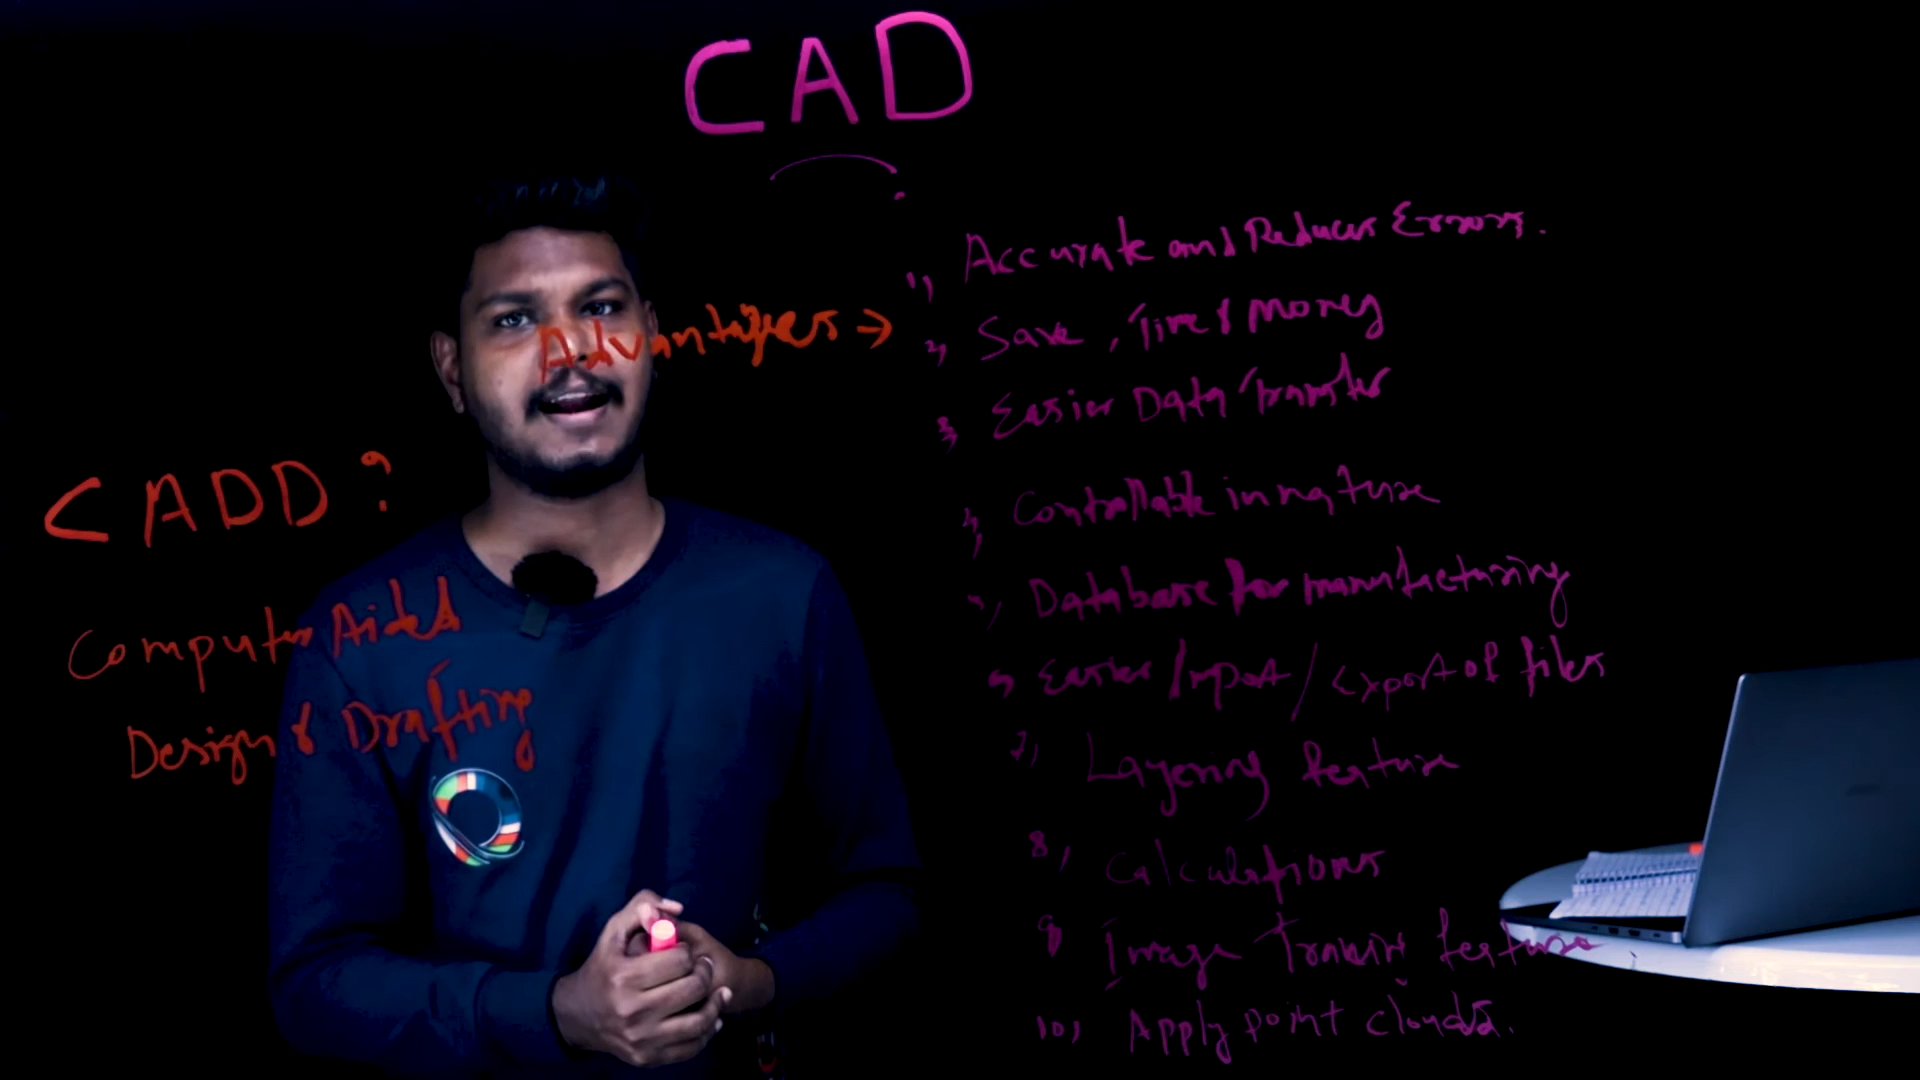 CAD
Advantages →
1) Accurate and Reduces Errors.
2) Save, Time & Money
3) Easier Data Transfer
4) Controllable in nature
5) Database for manufacturing
6) Easier Import / Export of files
7) Layering feature
8) Calculations
9) Image feature
10) Apply point clouds.
CADD?
Computer Aided
Design & Drafting